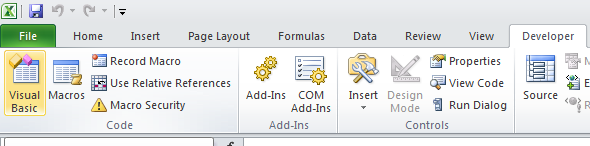 File Home Insert Page Layout Formulas Data Review View Developer
Visual Basic
Macros
Record Macro
Use Relative References
Macro Security
Code
Add-Ins
COM Add-Ins
Add-Ins
Insert
Design Mode
Properties
View Code
Run Dialog
Controls
Source